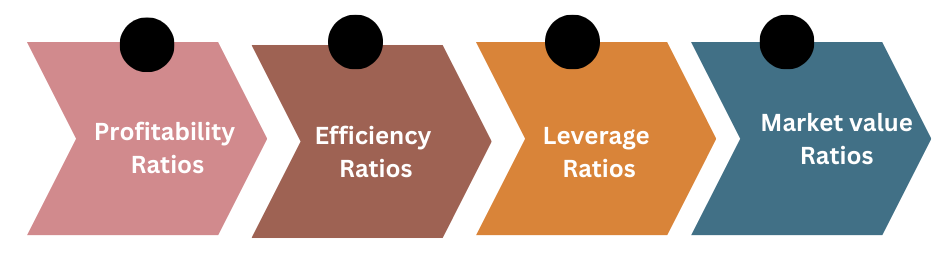 Profitability
Ratios
Efficiency
Ratios
Leverage
Ratios
Market value
Ratios